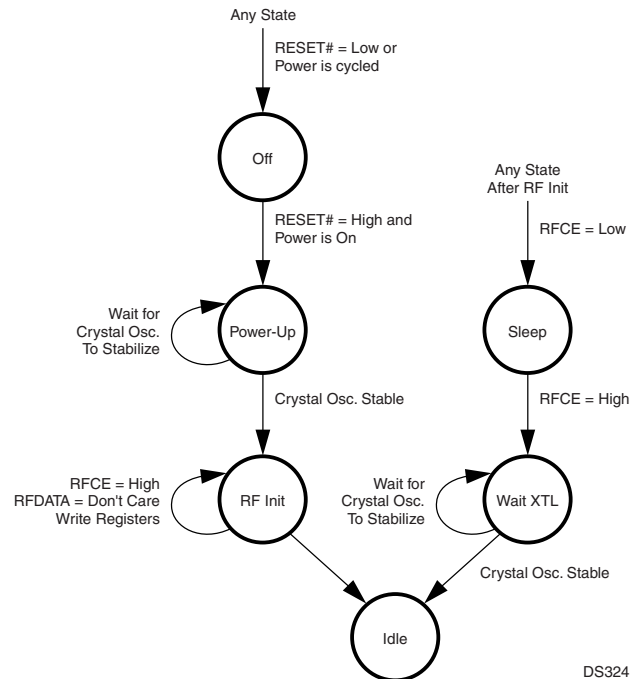 Any State
RESET# = Low or
Power is cycled
Off
Any State
After RF Init
RESET# = High and
Power is On
RFCE = Low
Wait for
Crystal Osc.
To Stabilize
Power-Up
Sleep
Crystal Osc. Stable
RFCE = High
RFCE = High
RFDATA = Don't Care
Write Registers
RF Init
Wait for
Crystal Osc.
To Stabilize
Wait XTL
Crystal Osc. Stable
Idle
DS324